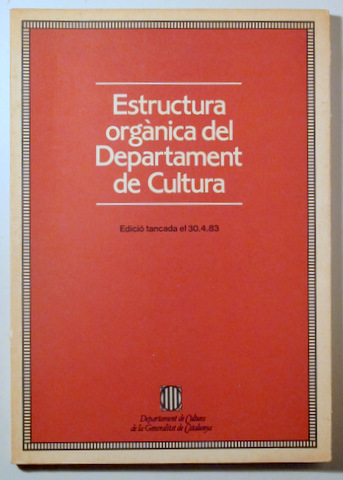 Estructura
orgànica del
Departament
de Cultura
Edició tancada el 30.4.83
Departament de Cultura
de la Generalitat de Catalunya